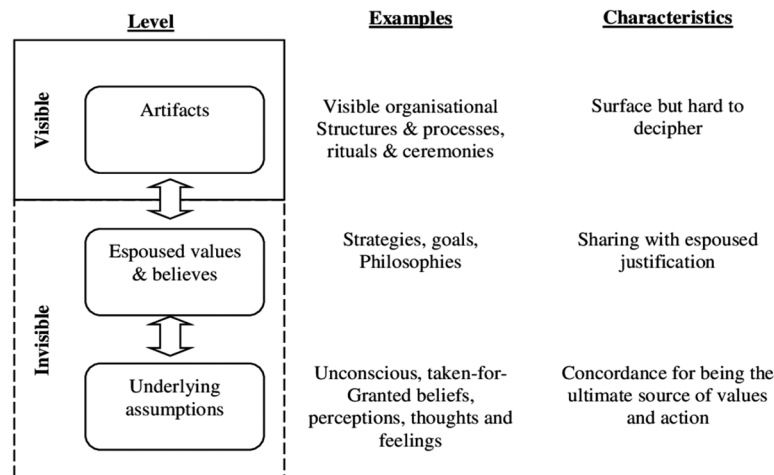 Level
Examples
Characteristics
Visible
Artifacts
Visible organisational
Structures & processes,
rituals & ceremonies
Surface but hard to
decipher
Invisible
Espoused values
& believes
Strategies, goals,
Philosophies
Sharing with espoused
justification
Underlying
assumptions
Unconscious, taken-for-
Granted beliefs,
perceptions, thoughts and
feelings
Concordance for being the
ultimate source of values
and action